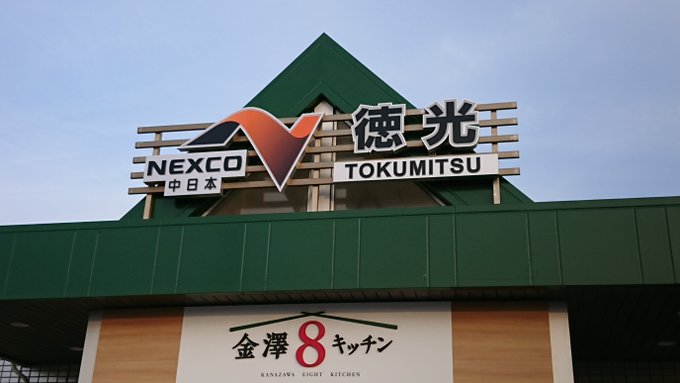 NEXCO
中日本
徳光
TOKUMITSU
金澤8キッチン
KANAZAWA EIGHT KITCHEN